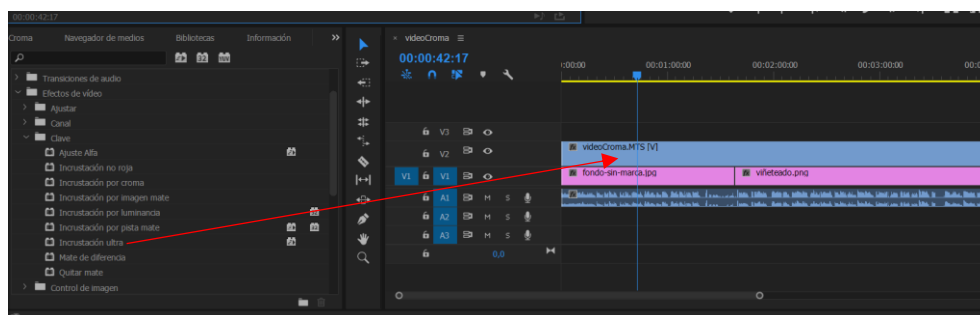 00:00:42:17
Croma Navegador de medios Bibliotecas Información »
Transiciones de audio
Efectos de vídeo
Ajustar
Canal
Clave
Ajuste Alfa
Incrustación no roja
Incrustación por croma
Incrustación por imagen mate
Incrustación por luminancia
Incrustación por pista mate
Incrustación ultra
Mate de diferencia
Quitar mate
Control de imagen
× videoCroma
00:00:42:17
:00:00 00:01:00:00 00:02:00:00 00:03:00:00 00:0
V3
V2 videoCroma.MTS [V]
V1 V1 fondo-sin-marca.jpg viñeteado.png
A1 M S
A2 M S
A3 M S
0,0